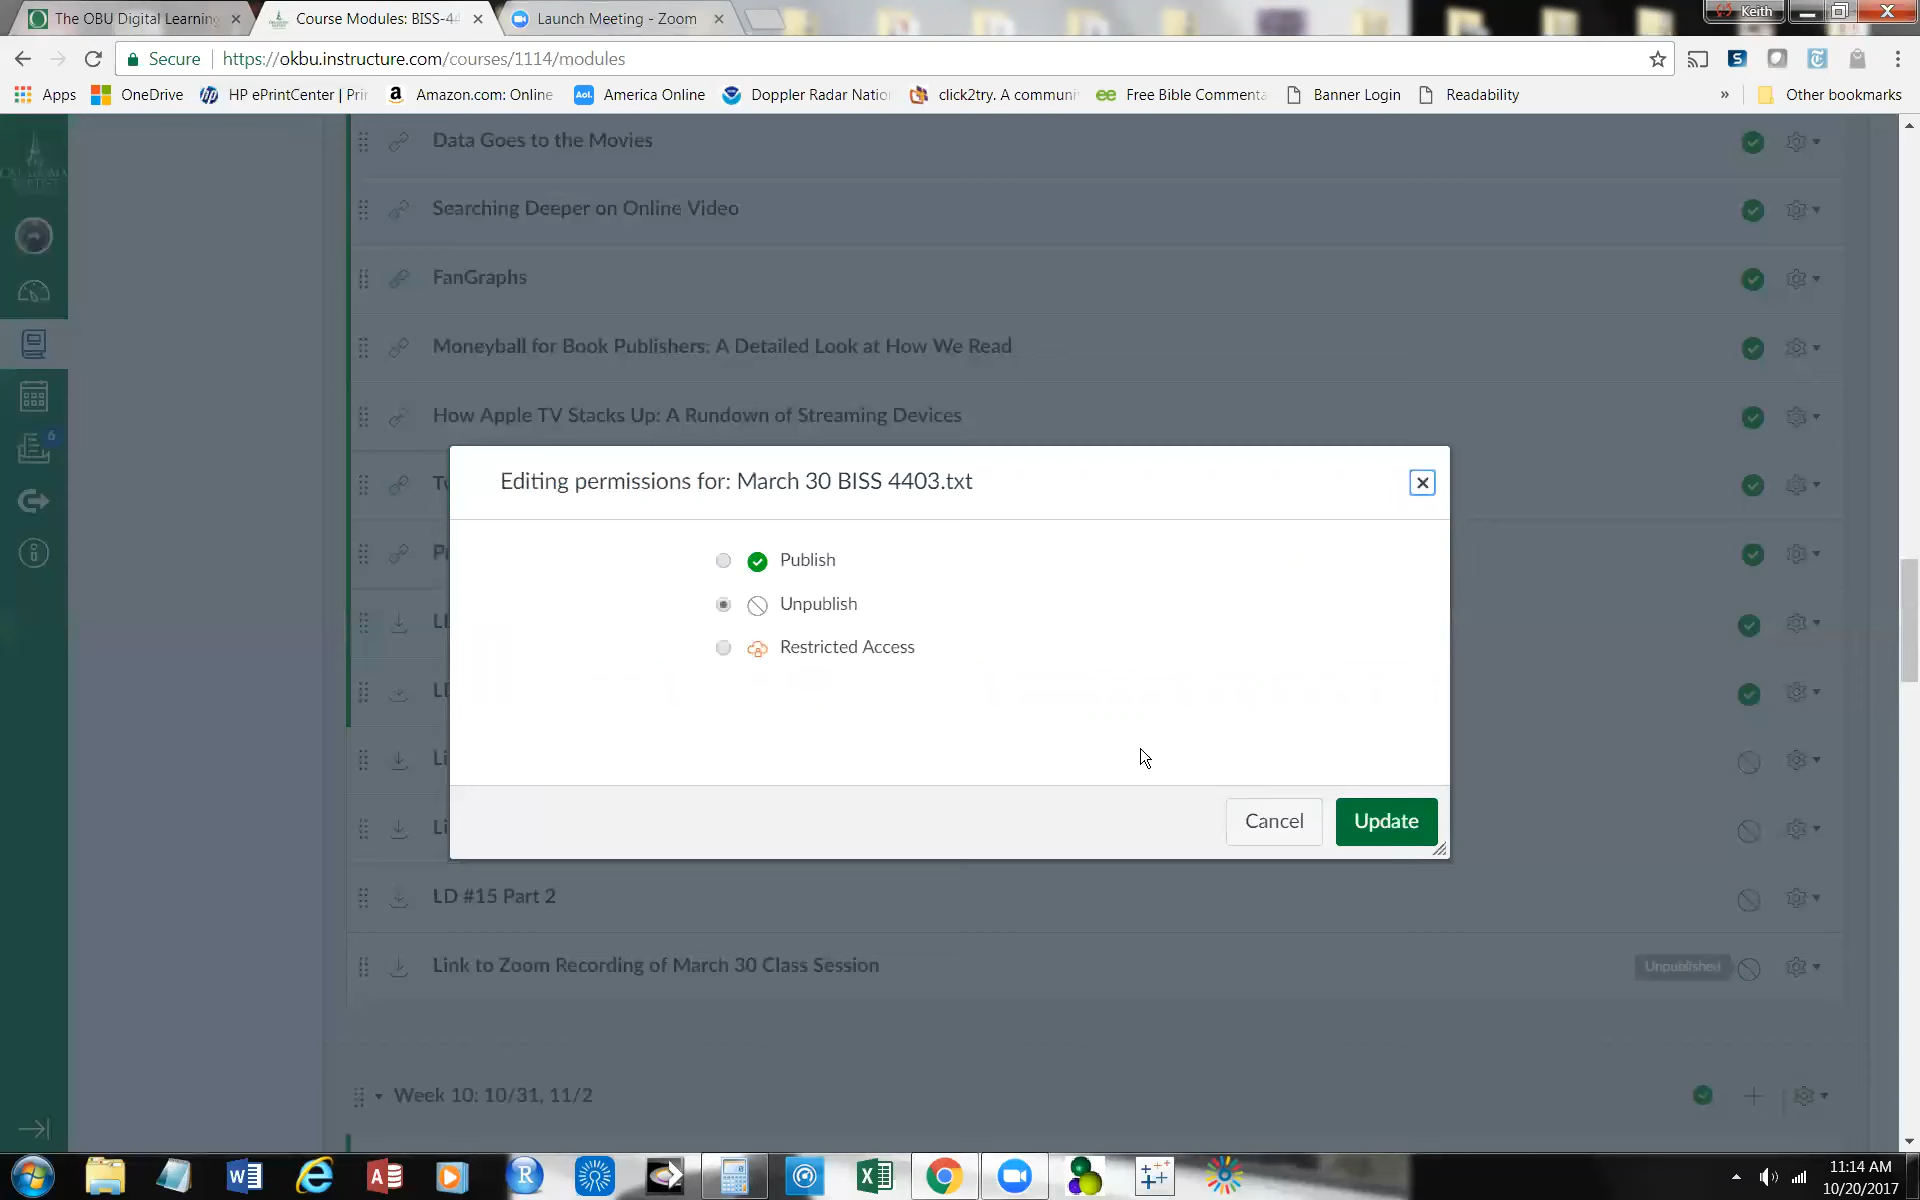 The OBU Digital Learning
Course Modules: BISS-44
Launch Meeting - Zoom
Keith
Secure
https://okbu.instructure.com/courses/1114/modules
Apps
OneDrive
HP ePrintCenter | Pri
Amazon.com: Online
Aol.
America Online
Doppler Radar Natio
click2try. A communi
Free Bible Commenta
Banner Login
Readability
»
Other bookmarks
Data Goes to the Movies
Searching Deeper on Online Video
FanGraphs
Moneyball for Book Publishers: A Detailed Look at How We Read
How Apple TV Stacks Up: A Rundown of Streaming Devices
6
Editing permissions for: March 30 BISS 4403.txt
Publish
Unpublish
Restricted Access
Cancel
Update
LD #15 Part 2
Link to Zoom Recording of March 30 Class Session
Unpublished
Week 10: 10/31, 11/2
11:14 AM
10/20/2017